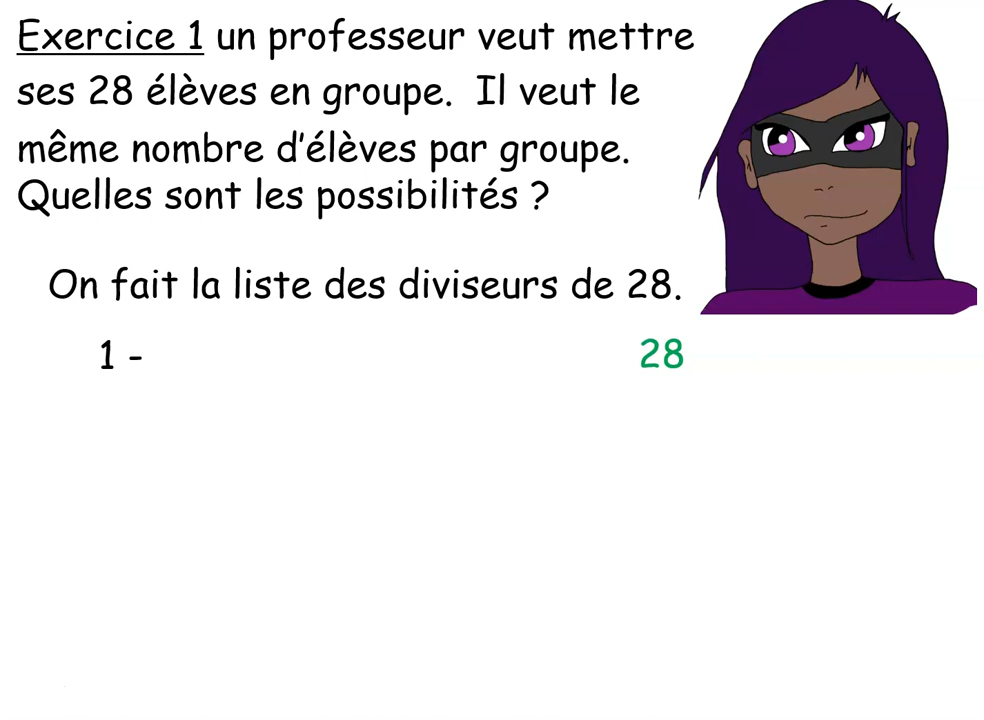 Exercice 1 un professeur veut mettre
ses 28 élèves en groupe. Il veut le
même nombre d'élèves par groupe.
Quelles sont les possibilités ?
On fait la liste des diviseurs de 28.
1 - 28